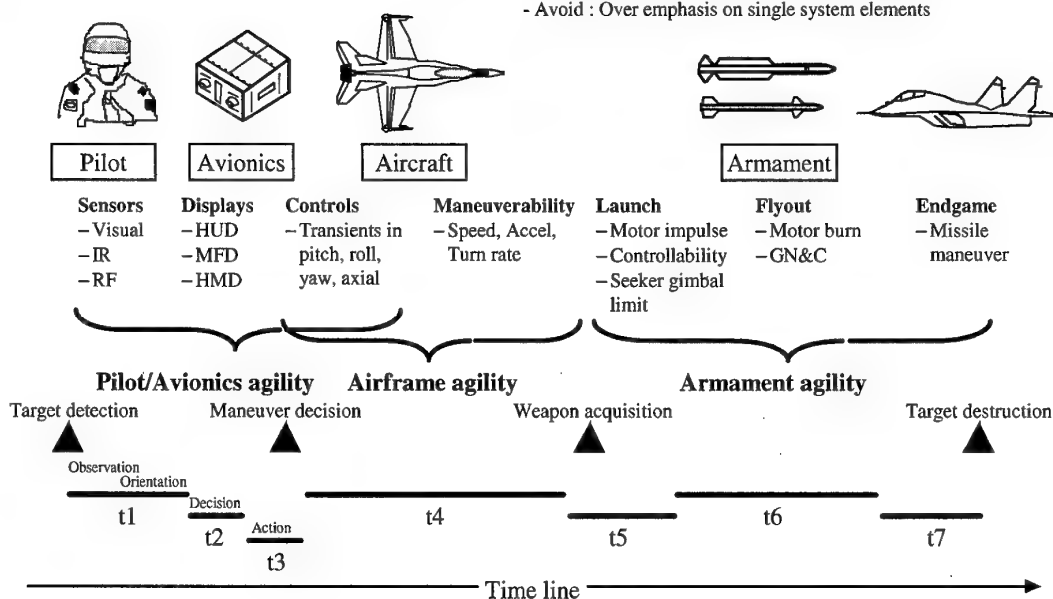 - Avoid : Over emphasis on single system elements
Pilot
Avionics
Aircraft
Armament
Sensors
–Visual
–IR
–RF
Displays
–HUD
–MFD
–HMD
Controls
–Transients in
pitch, roll,
yaw, axial
Maneuverability
–Speed, Accel,
Turn rate
Launch
–Motor impulse
–Controllability
–Seeker gimbal
limit
Flyout
–Motor burn
–GN&C
Endgame
–Missile
maneuver
Pilot/Avionics agility
Airframe agility
Armament agility
Target detection
Maneuver decision
Weapon acquisition
Target destruction
Observation
Orientation
t1
Decision
t2
Action
t3
t4
t5
t6
t7
Time line